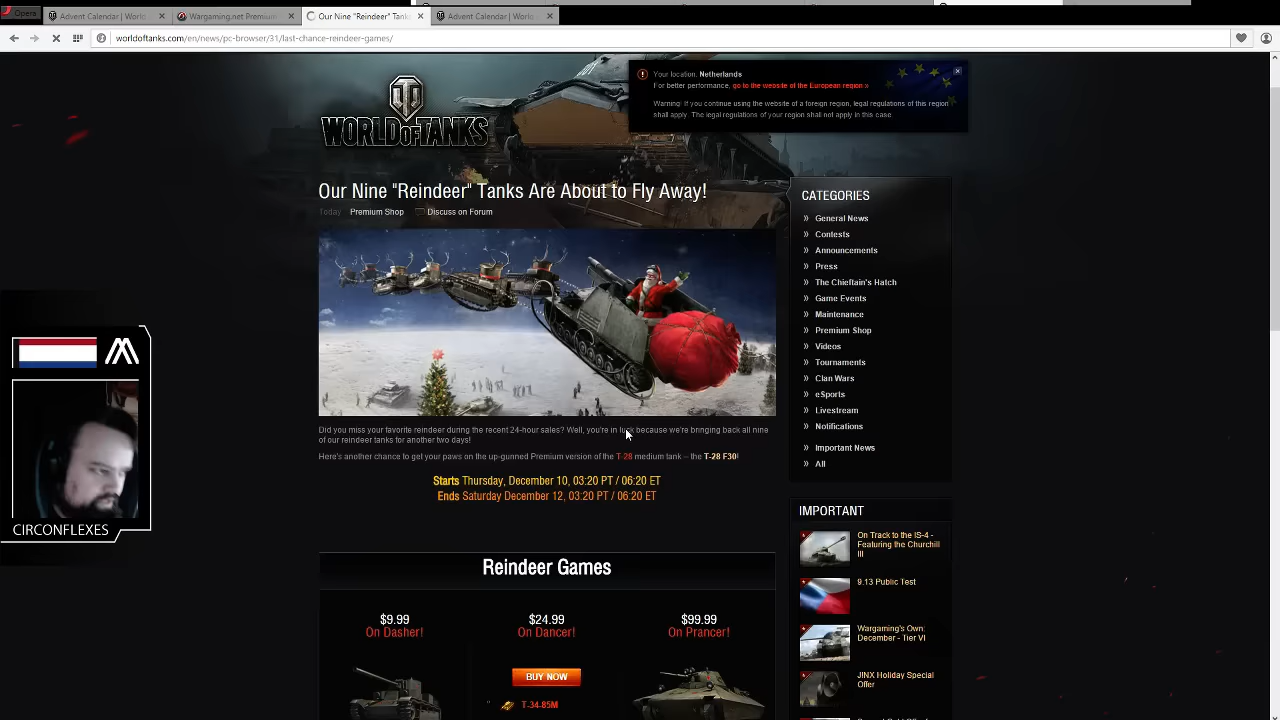 Opera
Advent Calendar | World
Wargaming.net Premium
Our Nine "Reindeer" Tanks
Advent Calendar | World
worldoftanks.com/en/news/pc-browser/31/last-chance-reindeer-games/
Your location: Netherlands
For better performance, go to the website of the European region »
Warning! If you continue using the website of a foreign region, legal regulations of this region
shall apply. The legal regulations of your region shall not apply in this case
WORLD OF TANKS
Our Nine "Reindeer" Tanks Are About to Fly Away!
Today Premium Shop Discuss on Forum
Did you miss your favorite reindeer during the recent 24-hour sales? Well, you're in luck because we're bringing back all nine
of our reindeer tanks for another two days!
Here's another chance to get your paws on the up-gunned Premium version of the T-28 medium tank – the T-28 F30!
Starts Thursday, December 10, 03:20 PT / 06:20 ET
Ends Saturday December 12, 03:20 PT / 06:20 ET
Reindeer Games
$9.99
On Dasher!
$24.99
On Dancer!
BUY NOW
T-34-85M
$99.99
On Prancer!
CATEGORIES
General News
Contests
Announcements
Press
The Chieftain's Hatch
Game Events
Maintenance
Premium Shop
Videos
Tournaments
Clan Wars
eSports
Livestream
Notifications
Important News
All
IMPORTANT
On Track to the IS-4 -
Featuring the Churchill
III
9.13 Public Test
Wargaming's Own:
December - Tier VI
JINX Holiday Special
Offer
CIRCONFLEXES